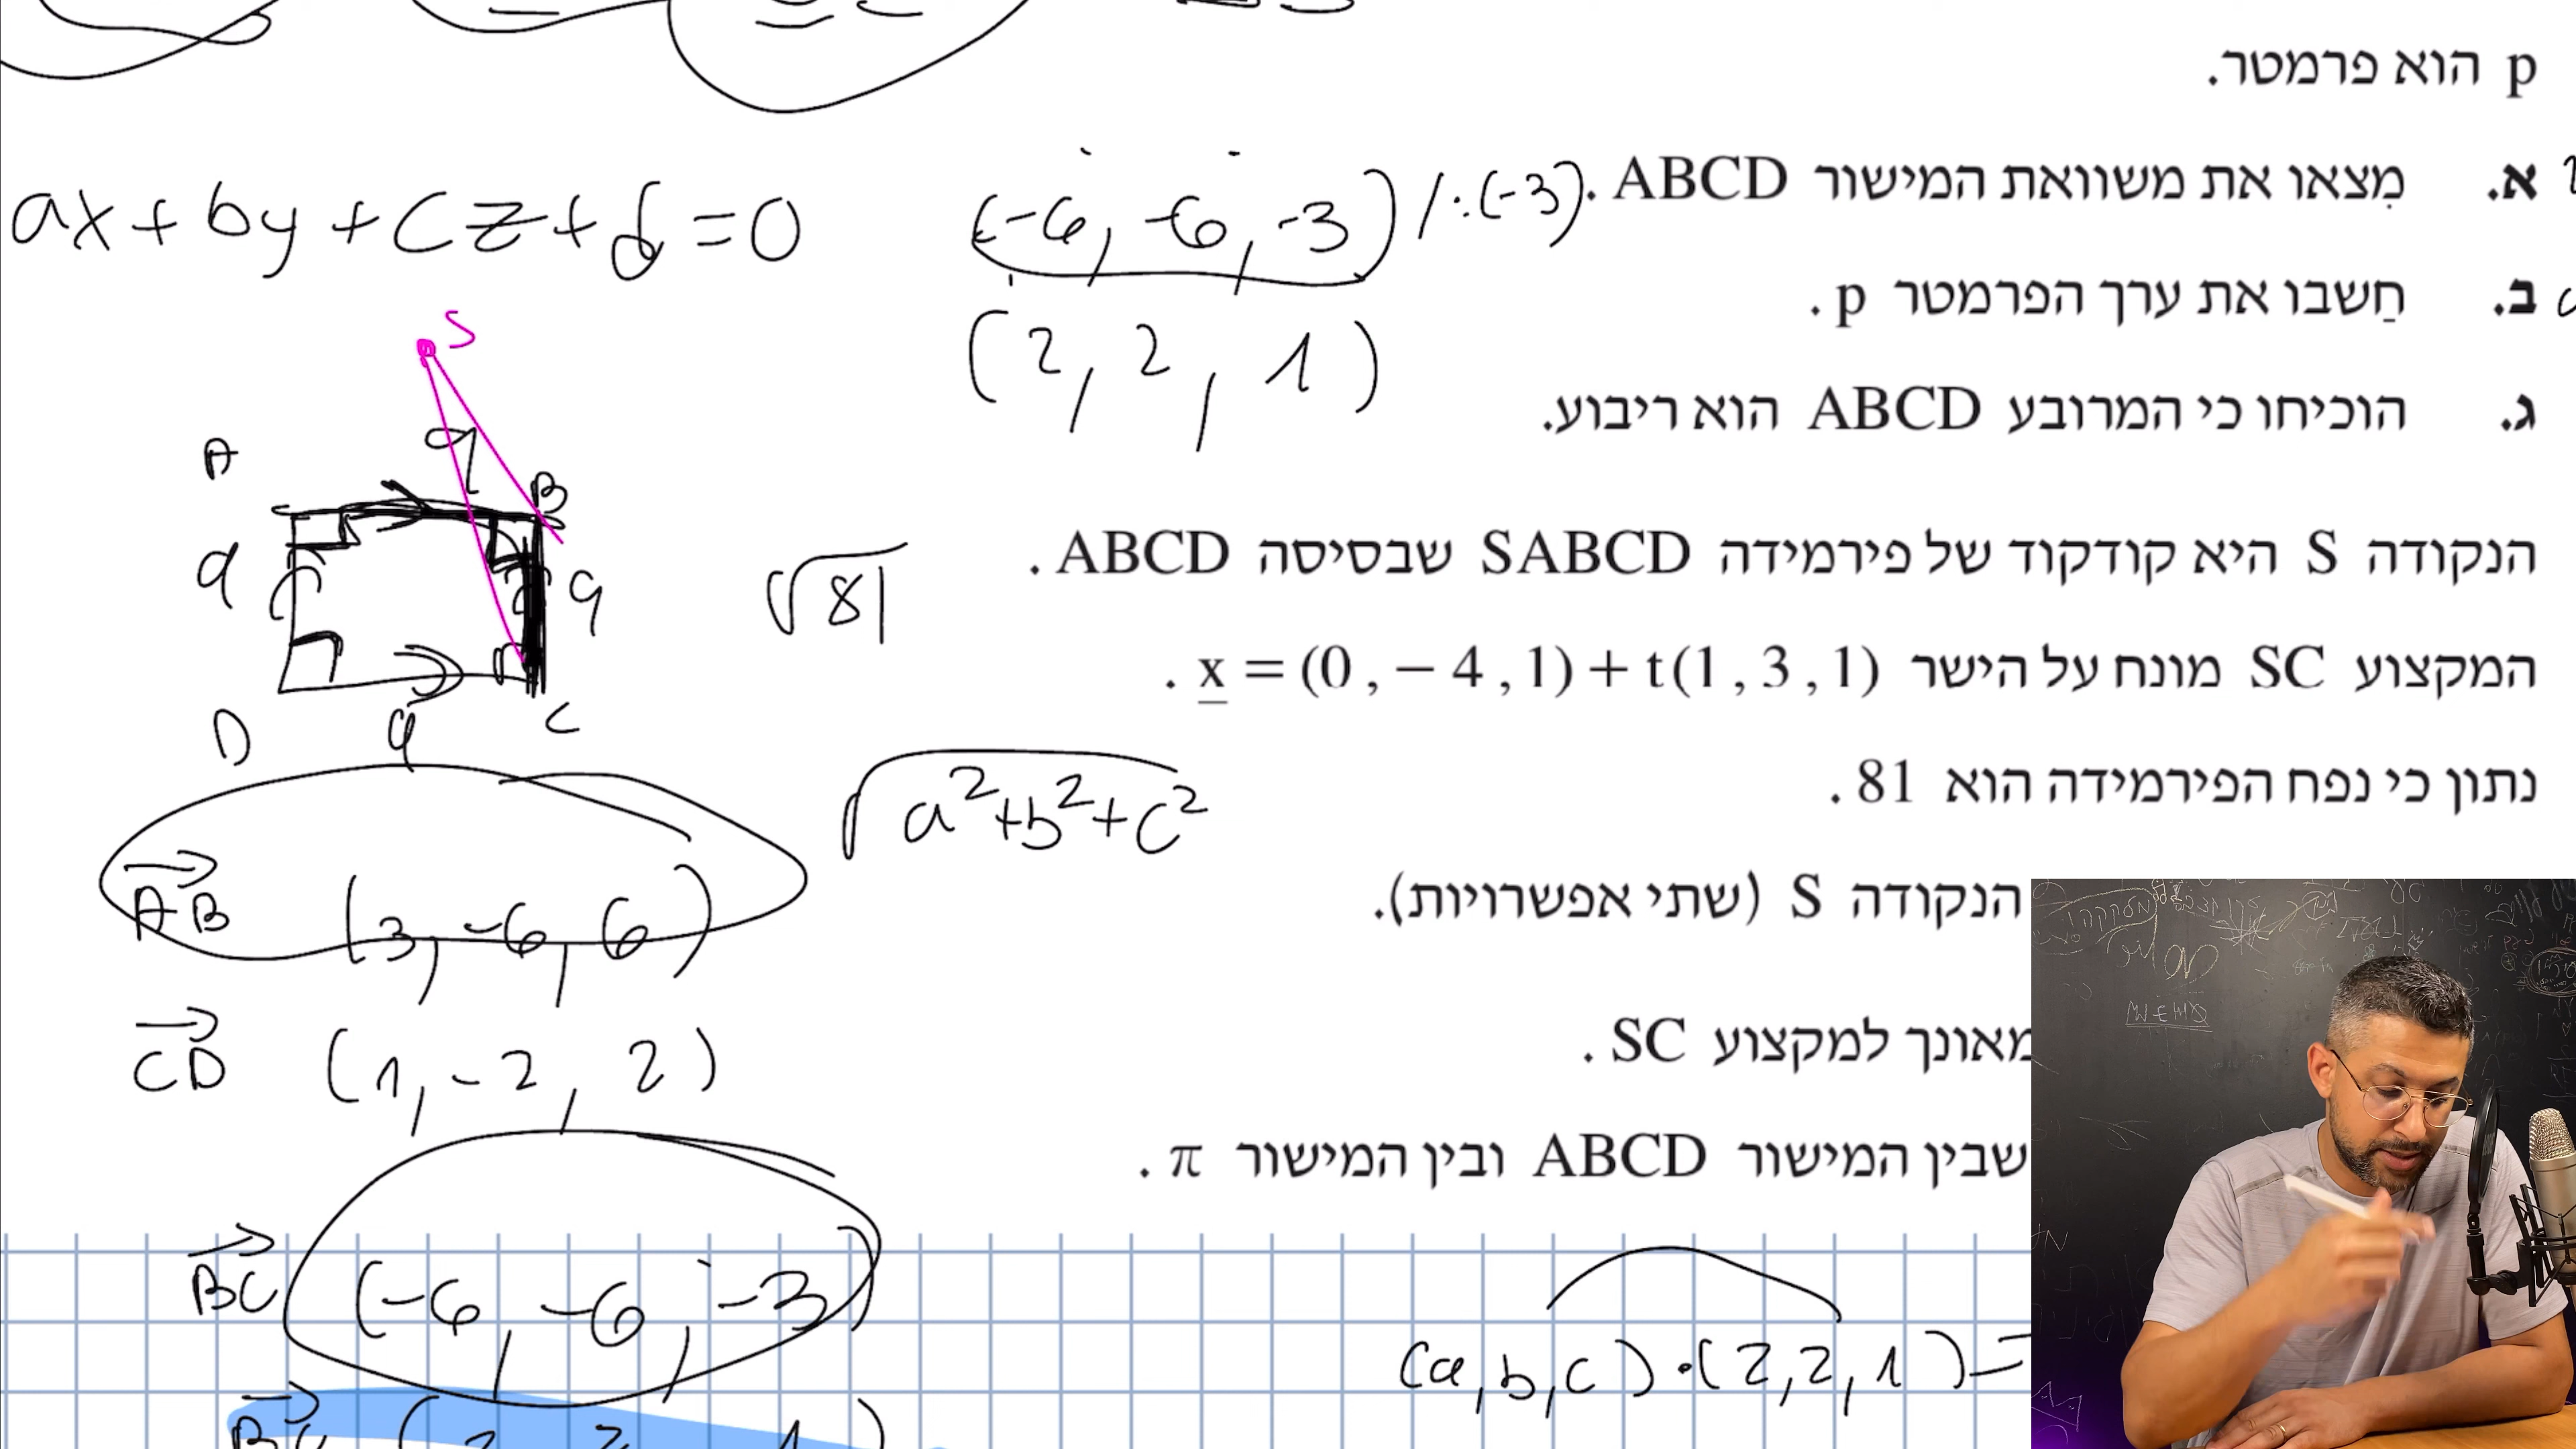 p הוא פרמטר.
א. מִצאו את משוואת המישור ABCD.
ב. חַשבו את ערך הפרמטר p.
ג. הוכיחו כי המרובע ABCD הוא ריבוע.
הנקודה S היא קודקוד של פירמידה SABCD שבסיסה ABCD.
המקצוע SC מונח על הישר x = (0, − 4, 1) + t(1, 3, 1).
נתון כי נפח הפירמידה הוא 81.
הנקודה S (שתי אפשרויות).
מאונך למקצוע SC.
שבין המישור ABCD ובין המישור π.
ax + by + cz + d = 0
(-6, -6, -3) / :(-3)
(2, 2, 1)
S
9
A
B
9
9
D
9
C
√81
√a²+b²+c²
AB (3, -6, 6)
CD (1, -2, 2)
BC (-6, -6, -3)
(a, b, c) · (2, 2, 1) =